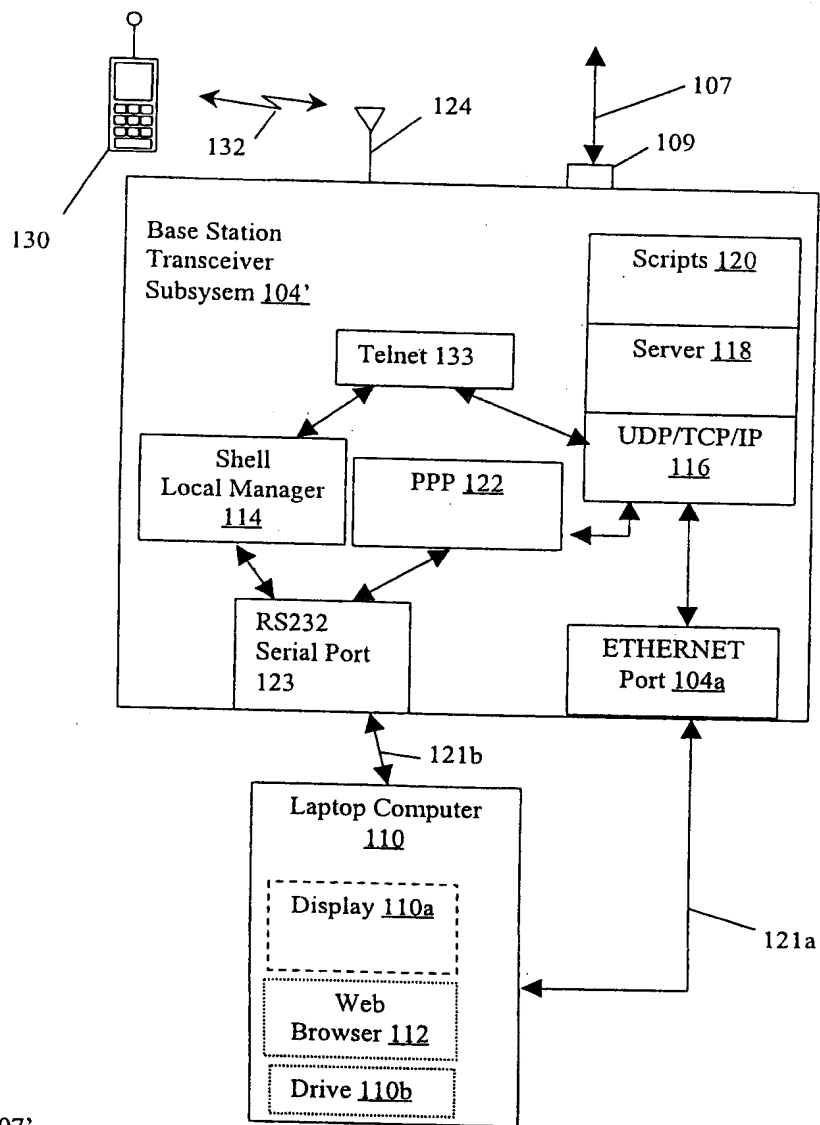 107
124
132
109
130
Base Station
Transceiver
Subsysem 104’
Scripts 120
Server 118
Telnet 133
UDP/TCP/IP
116
Shell
Local Manager
114
PPP 122
RS232
Serial Port
123
ETHERNET
Port 104a
121b
Laptop Computer
110
Display 110a
121a
Web
Browser 112
Drive 110b
07’